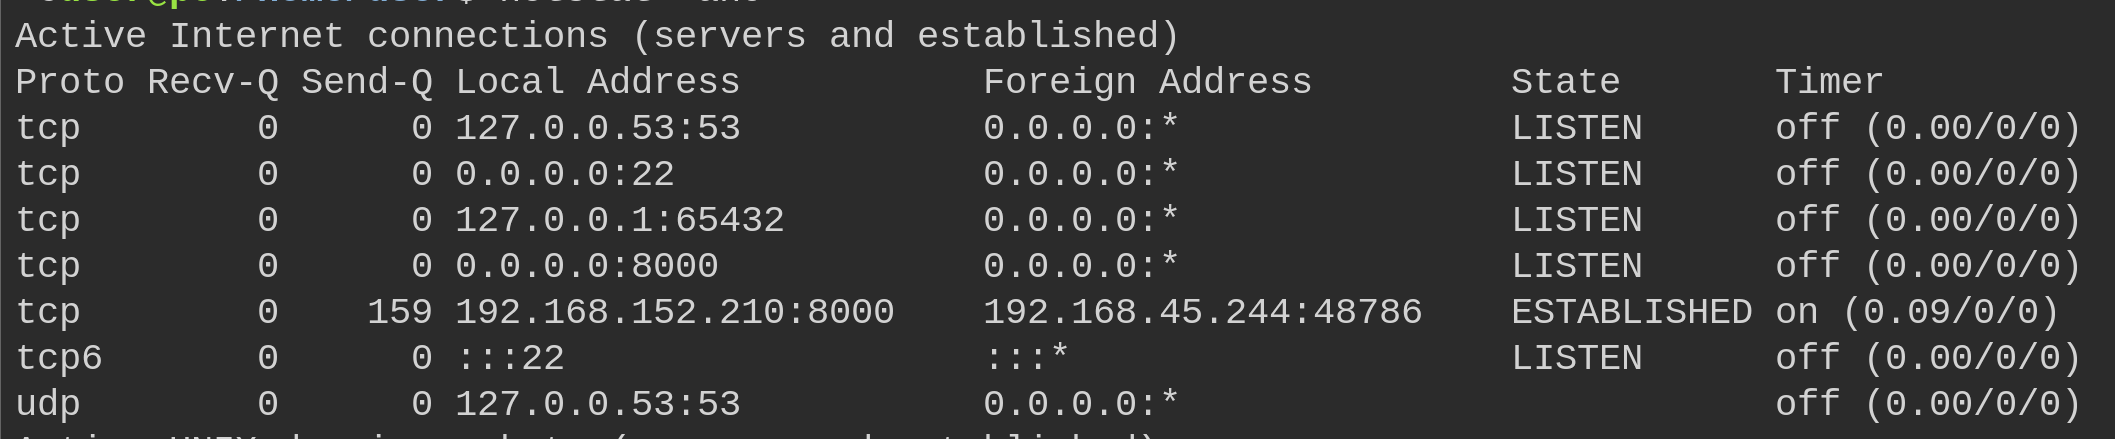 Active Internet connections (servers and established)
Proto Recv-Q Send-Q Local Address           Foreign Address         State       Timer
tcp        0      0 127.0.0.53:53           0.0.0.0:*               LISTEN      off (0.00/0/0)
tcp        0      0 0.0.0.0:22              0.0.0.0:*               LISTEN      off (0.00/0/0)
tcp        0      0 127.0.0.1:65432         0.0.0.0:*               LISTEN      off (0.00/0/0)
tcp        0      0 0.0.0.0:8000            0.0.0.0:*               LISTEN      off (0.00/0/0)
tcp        0    159 192.168.152.210:8000    192.168.45.244:48786    ESTABLISHED on (0.09/0/0)
tcp6       0      0 :::22                   :::*                    LISTEN      off (0.00/0/0)
udp        0      0 127.0.0.53:53           0.0.0.0:*                           off (0.00/0/0)